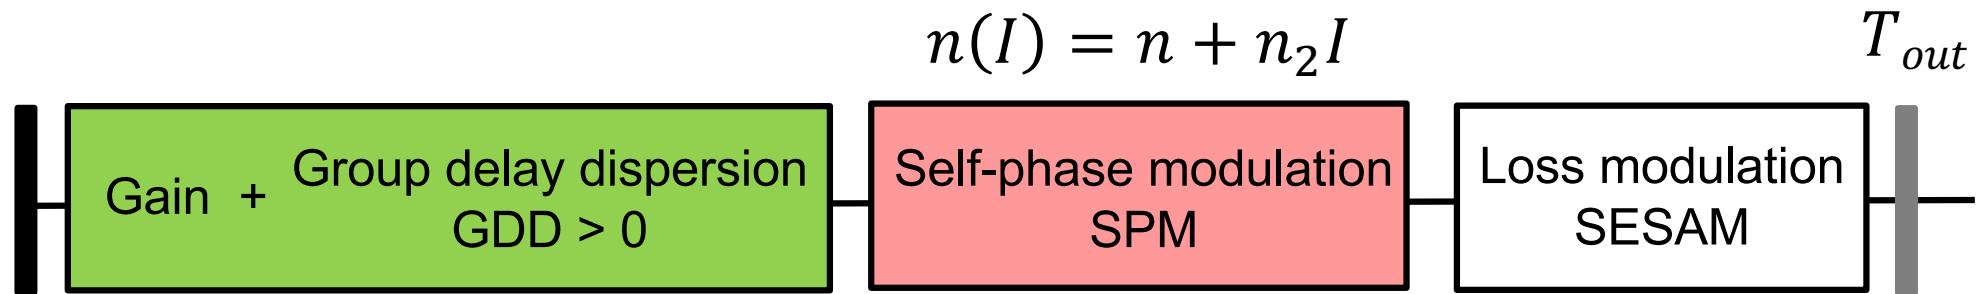 n(I) = n + n₂I
T_out
Gain + Group delay dispersion
GDD > 0
Self-phase modulation
SPM
Loss modulation
SESAM